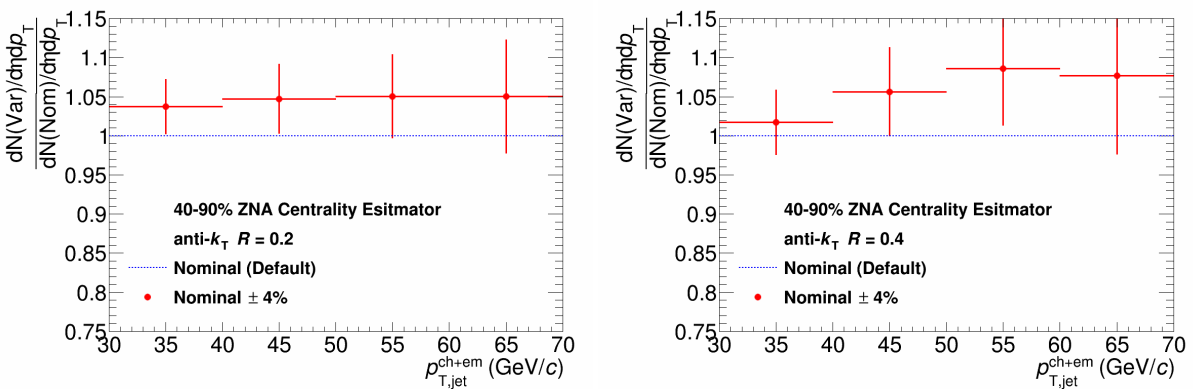 dN(Var)/dηdp_T
dN(Nom)/dηdp_T
1.15
1.1
1.05
1
0.95
0.9
0.85
0.8
0.75
40-90% ZNA Centrality Esitmator
anti-k_T R = 0.2
Nominal (Default)
Nominal ± 4%
30 35 40 45 50 55 60 65 70
p_{T,jet}^{ch+em} (GeV/c)
dN(Var)/dηdp_T
dN(Nom)/dηdp_T
1.15
1.1
1.05
1
0.95
0.9
0.85
0.8
0.75
40-90% ZNA Centrality Esitmator
anti-k_T R = 0.4
Nominal (Default)
Nominal ± 4%
30 35 40 45 50 55 60 65 70
p_{T,jet}^{ch+em} (GeV/c)